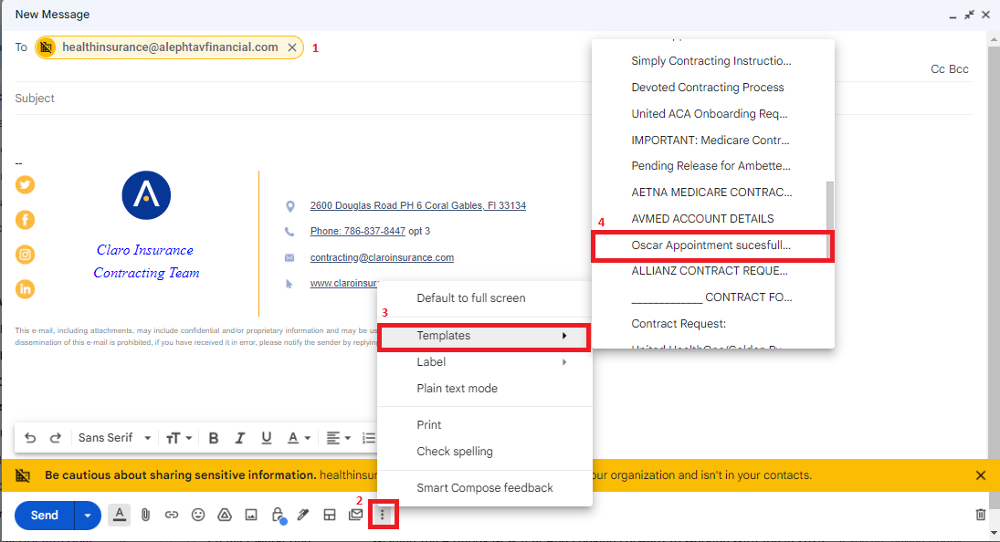 New Message
To healthinsurance@alephtavfinancial.com 1
Cc Bcc
Subject
--
Claro Insurance
Contracting Team
2600 Douglas Road PH 6 Coral Gables, Fl 33134
Phone: 786-837-8447 opt 3
contracting@claroinsurance.com
www.claroinsur
This e-mail, including attachments, may include confidential and/or proprietary information and may be us
dissemination of this e-mail is prohibited, if you have received it in error, please notify the sender by replying
Simply Contracting Instructio...
Devoted Contracting Process
United ACA Onboarding Req...
IMPORTANT: Medicare Contr...
Pending Release for Ambette...
AETNA MEDICARE CONTRAC...
AVMED ACCOUNT DETAILS
4
Oscar Appointment sucesfull...
ALLIANZ CONTRACT REQUE...
_____________ CONTRACT FO...
Contract Request:
Default to full screen
3
Templates
Label
Plain text mode
Print
Check spelling
Smart Compose feedback
Sans Serif
B I U A
Be cautious about sharing sensitive information. healthinsur
our organization and isn't in your contacts.
2
Send
A